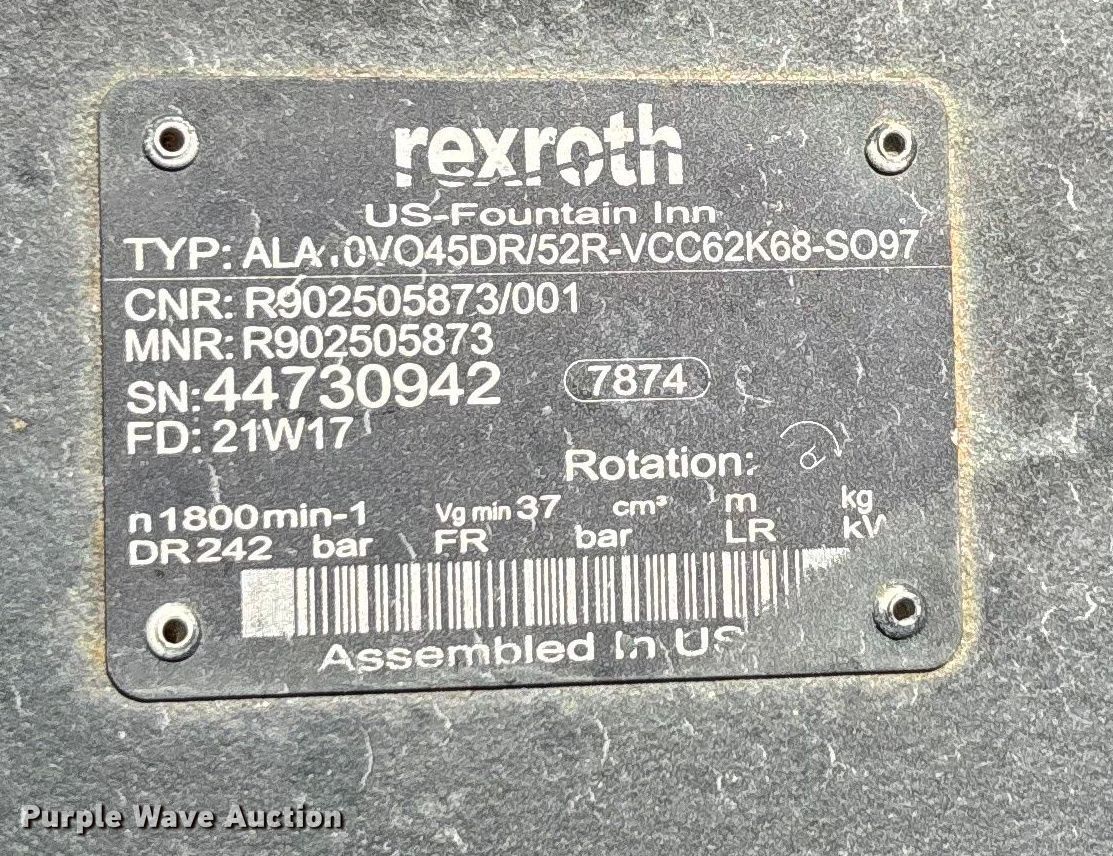 rexroth
US-Fountain Inn
TYP: ALA10VO45DR/52R-VCC62K68-SO97
CNR: R902505873/001
MNR: R902505873
SN: 44730942 7874
FD: 21W17
Rotation:
n 1800 min-1 Vg min 37 cm³ m kg
DR 242 bar FR bar LR kW
Assembled In US
Purple Wave Auction